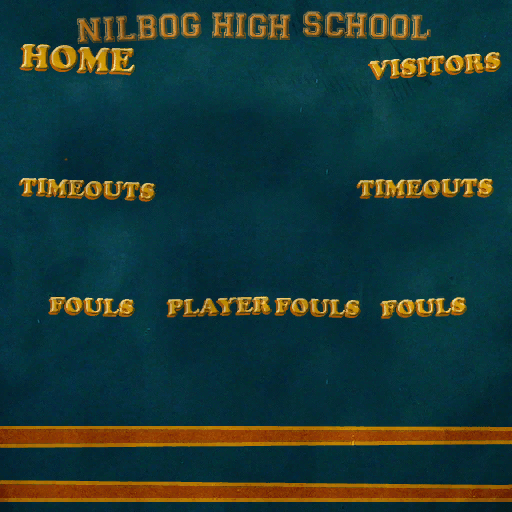 NILBOG HIGH SCHOOL
HOME VISITORS
TIMEOUTS TIMEOUTS
FOULS PLAYER FOULS FOULS